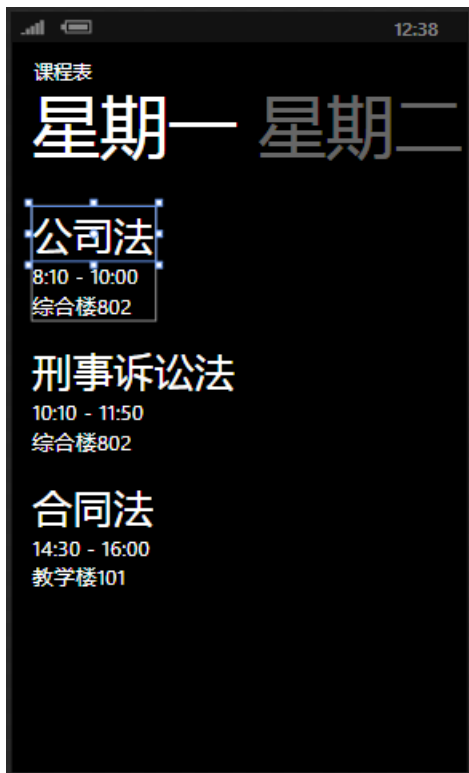 12:38
课程表
星期一 星期二
公司法
8:10 - 10:00
综合楼802
刑事诉讼法
10:10 - 11:50
综合楼802
合同法
14:30 - 16:00
教学楼101